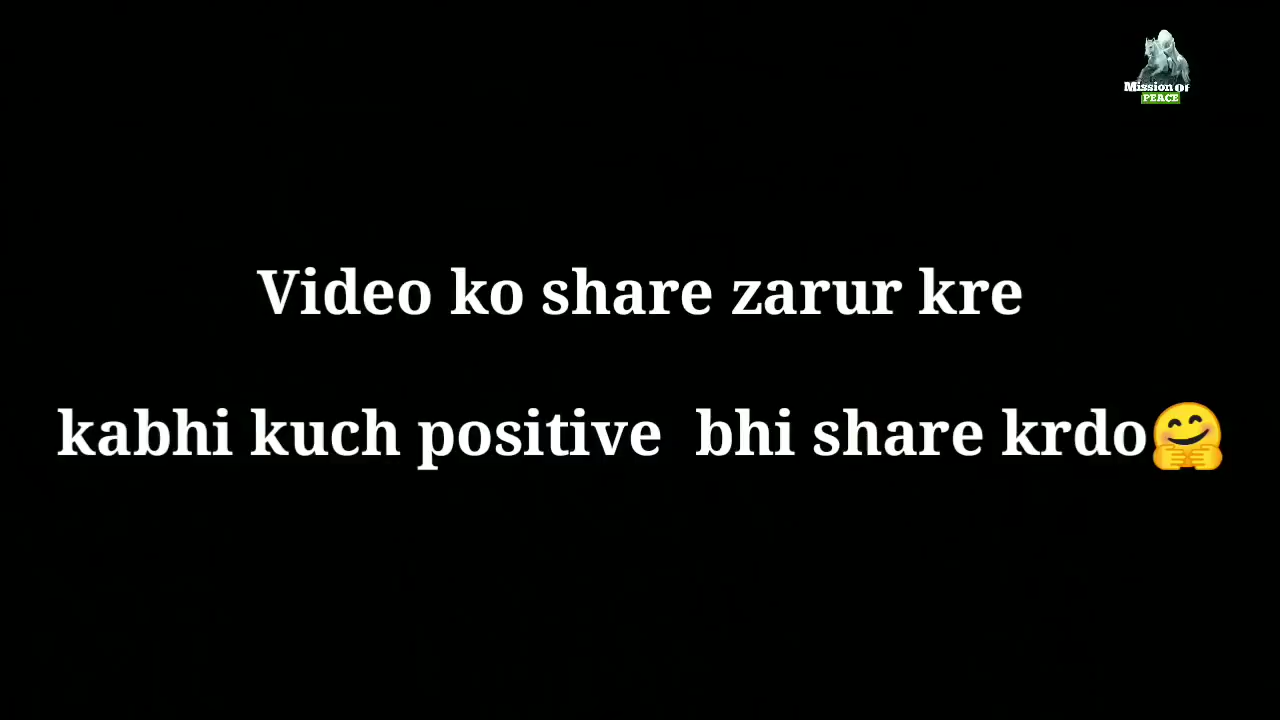 Mission Of
PEACE
Video ko share zarur kre
kabhi kuch positive bhi share krdo🤗